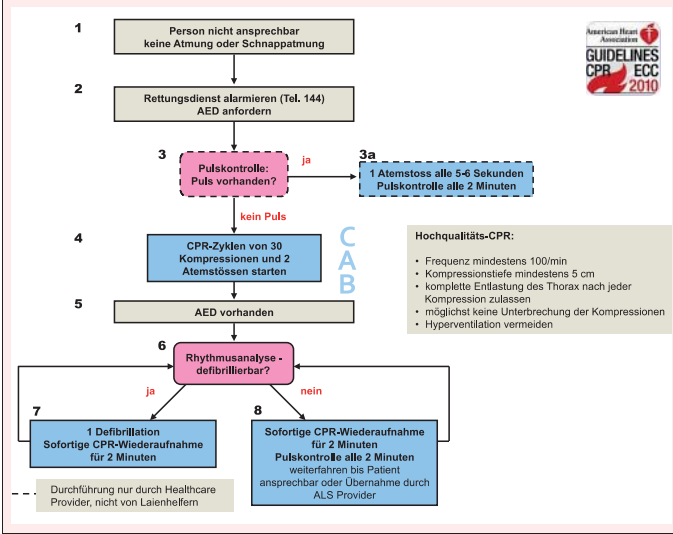 1
Person nicht ansprechbar
keine Atmung oder Schnappatmung
American Heart
Association
GUIDELINES
CPR ECC
2010
2
Rettungsdienst alarmieren (Tel. 144)
AED anfordern
3
Pulskontrolle:
Puls vorhanden?
ja
3a
1 Atemstoss alle 5-6 Sekunden
Pulskontrolle alle 2 Minuten
kein Puls
4
CPR-Zyklen von 30
Kompressionen und 2
Atemstössen starten
C
A
B
Hochqualitäts-CPR:
• Frequenz mindestens 100/min
• Kompressionstiefe mindestens 5 cm
• komplette Entlastung des Thorax nach jeder
Kompression zulassen
• möglichst keine Unterbrechung der Kompressionen
• Hyperventilation vermeiden
5
AED vorhanden
6
Rhythmusanalyse -
defibrillierbar?
ja
nein
7
1 Defibrillation
Sofortige CPR-Wiederaufnahme
für 2 Minuten
8
Sofortige CPR-Wiederaufnahme
für 2 Minuten
Pulskontrolle alle 2 Minuten
weiterfahren bis Patient
ansprechbar oder Übernahme durch
ALS Provider
Durchführung nur durch Healthcare
Provider, nicht von Laienhelfern